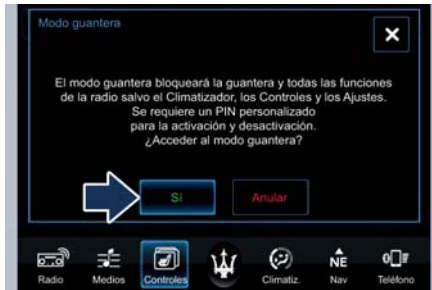 Modo guantera
El modo guantera bloqueará la guantera y todas las funciones
de la radio salvo el Climatizador, los Controles y los Ajustes.
Se requiere un PIN personalizado
para la activación y desactivación.
¿Acceder al modo guantera?
Sí Anular
NE
Radio Medios Controles Climatiz. Nav Teléfono